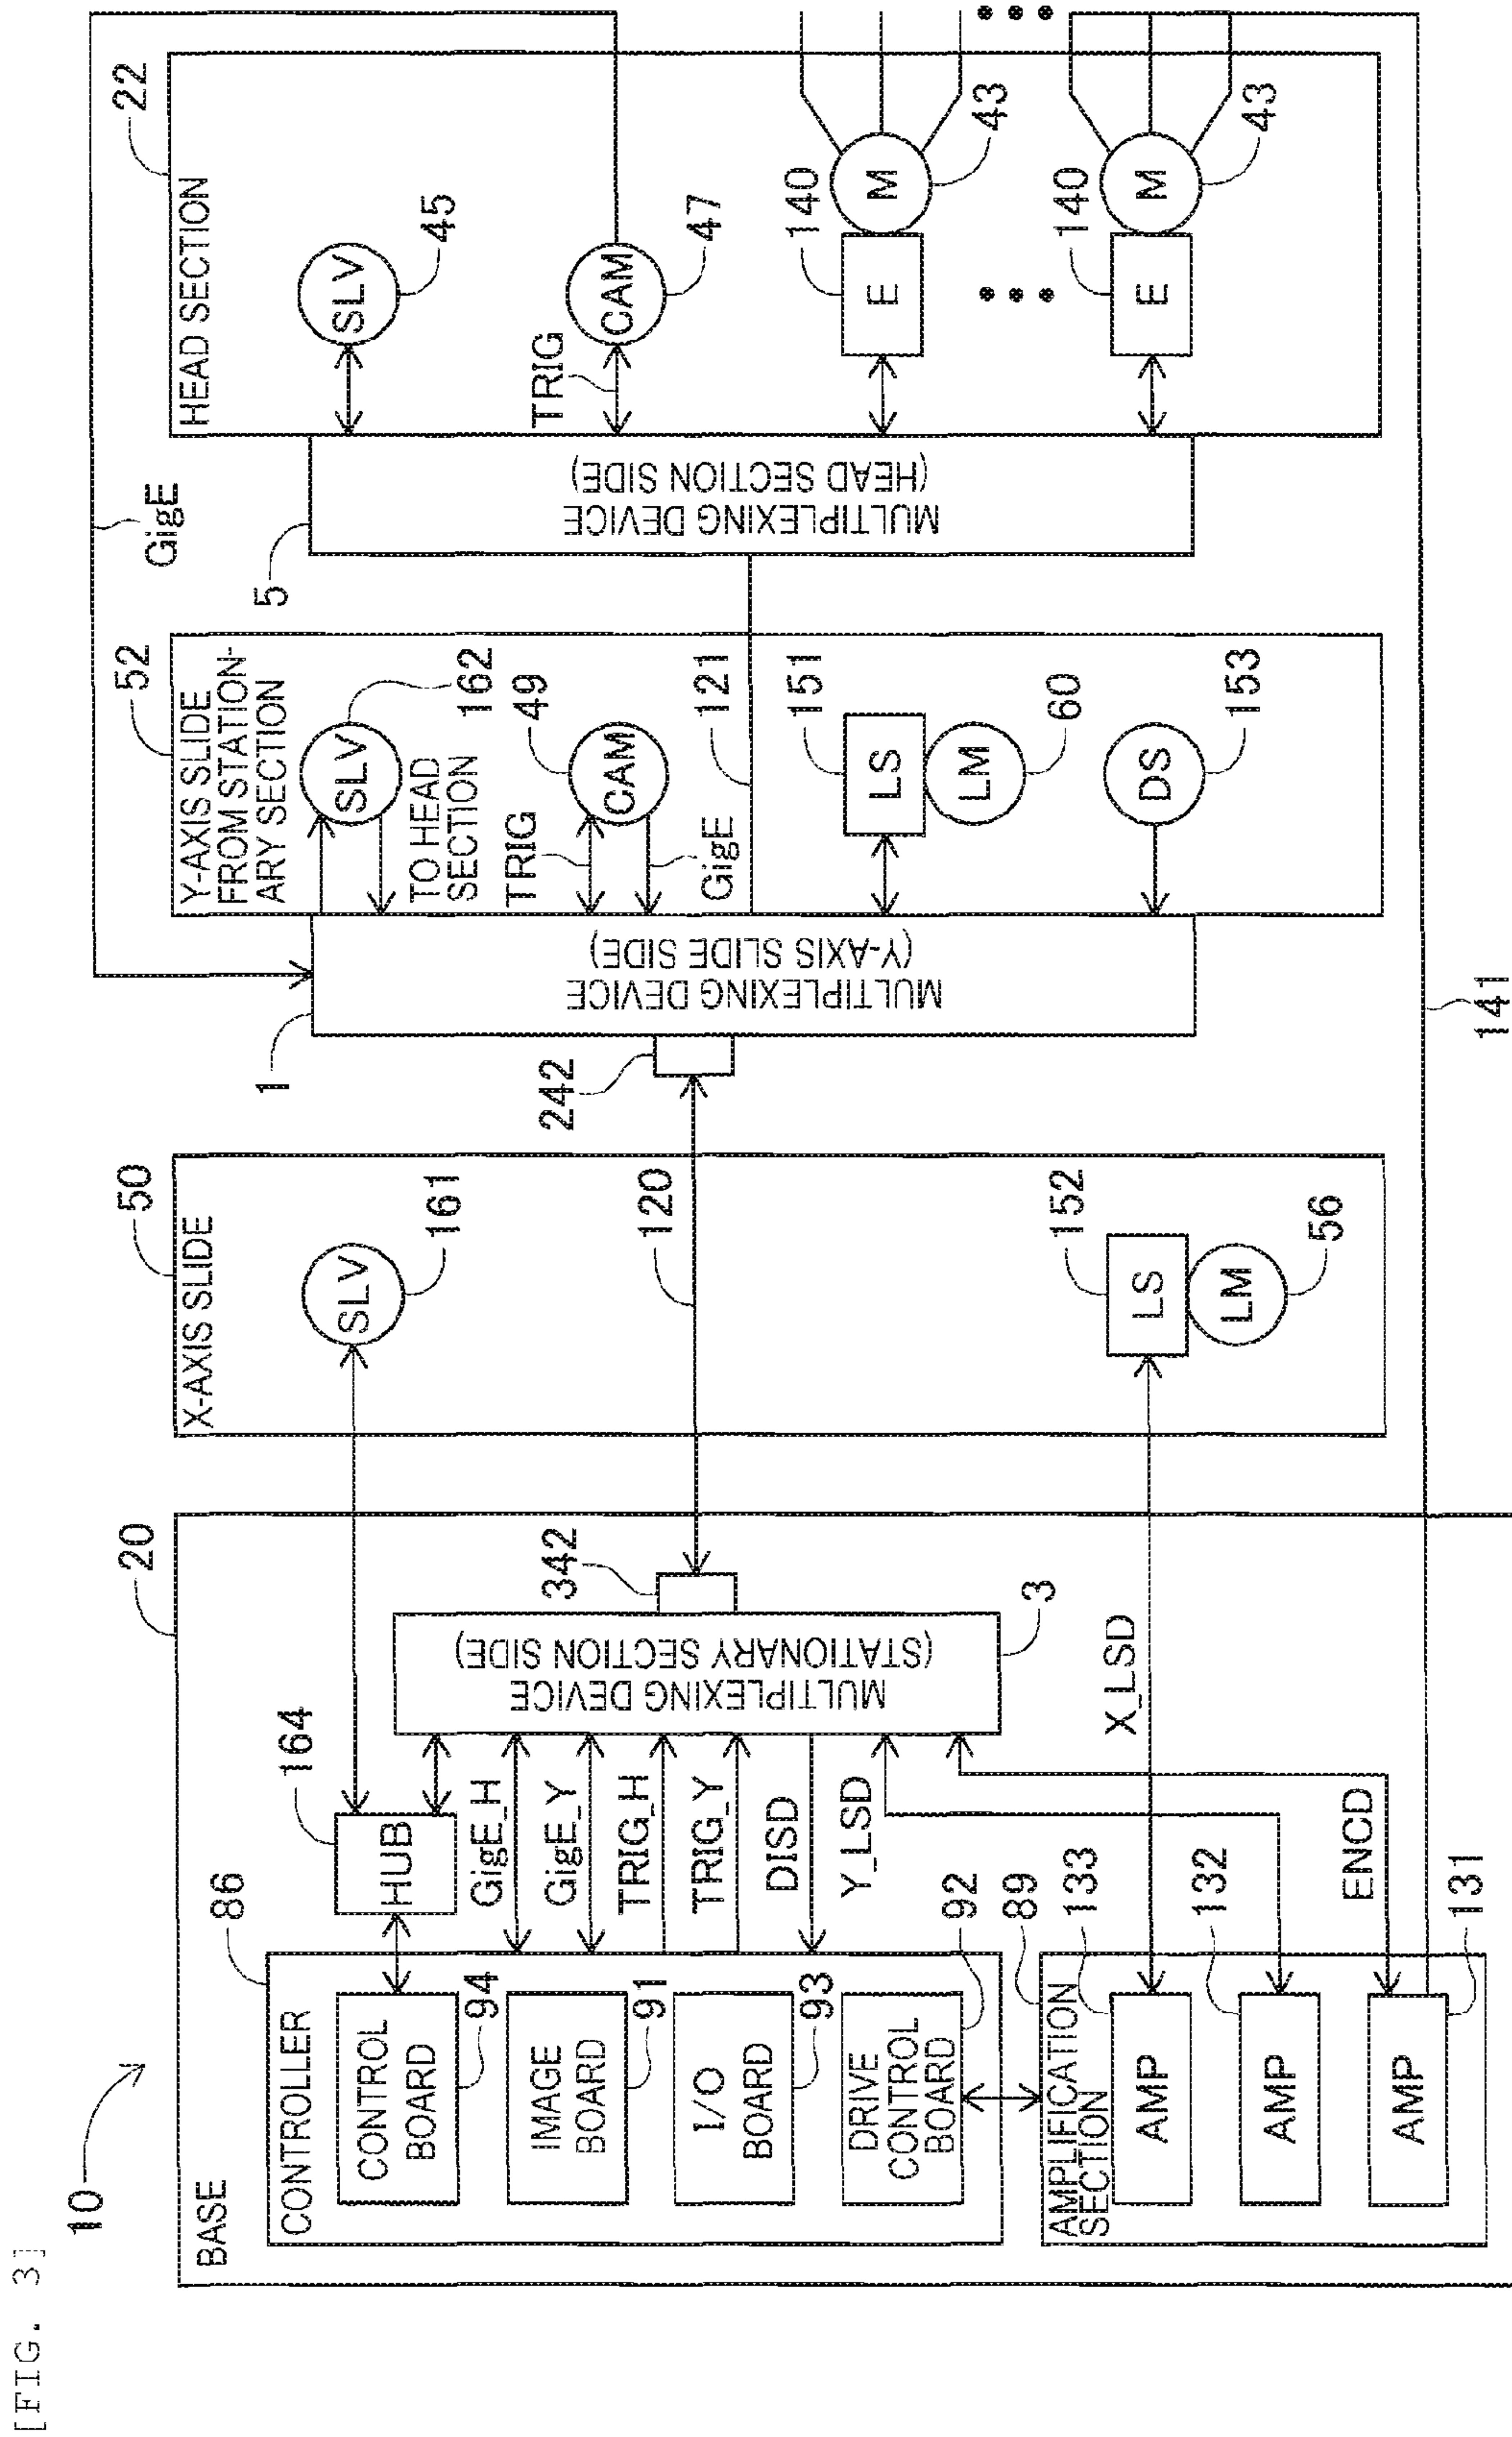 [FIG. 3]
10
BASE
20
CONTROLLER
86
CONTROL
BOARD
94
IMAGE
BOARD
91
I/O
BOARD
93
DRIVE
CONTROL
BOARD
92
HUB
164
GigE_H
GigE_Y
TRIG_H
TRIG_Y
DISD
Y_LSD
MULTIPLEXING DEVICE
(STATIONARY SECTION SIDE)
342
3
AMPLIFICATION
SECTION
89
AMP
133
AMP
132
AMP
131
X_LSD
ENCD
X-AXIS SLIDE
50
SLV
161
120
LS
152
LM
56
MULTIPLEXING DEVICE
(Y-AXIS SLIDE SIDE)
1
242
Y-AXIS SLIDE
52
FROM STATION-
ARY SECTION
SLV
162
TO HEAD
SECTION
TRIG
CAM
49
GigE
121
LS
151
LM
60
DS
153
141
GigE
MULTIPLEXING DEVICE
(HEAD SECTION SIDE)
5
HEAD SECTION
22
SLV
45
TRIG
CAM
47
E
140
M
43
E
140
M
43